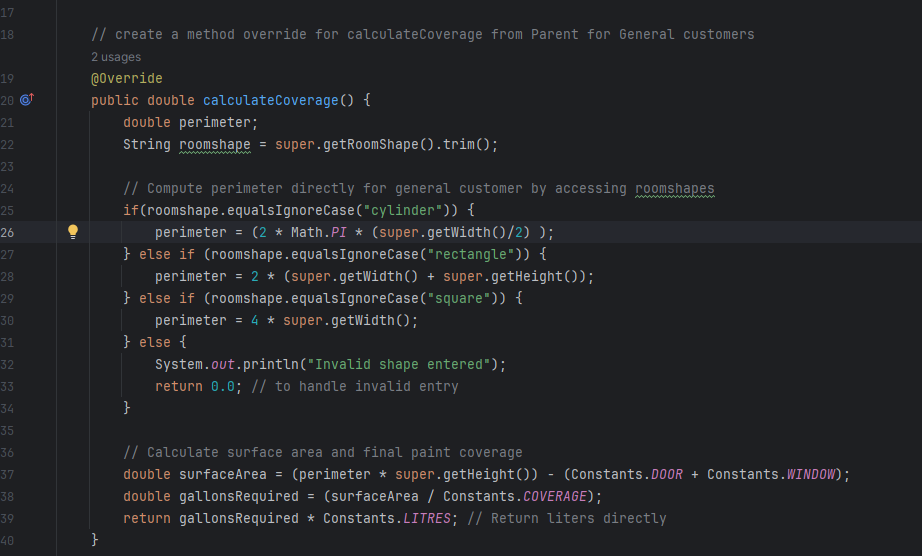 17
18 // create a method override for calculateCoverage from Parent for General customers
2 usages
19 @Override
20 public double calculateCoverage() {
21 double perimeter;
22 String roomshape = super.getRoomShape().trim();
23
24 // Compute perimeter directly for general customer by accessing roomshapes
25 if(roomshape.equalsIgnoreCase("cylinder")) {
26 perimeter = (2 * Math.PI * (super.getWidth()/2) );
27 } else if (roomshape.equalsIgnoreCase("rectangle")) {
28 perimeter = 2 * (super.getWidth() + super.getHeight());
29 } else if (roomshape.equalsIgnoreCase("square")) {
30 perimeter = 4 * super.getWidth();
31 } else {
32 System.out.println("Invalid shape entered");
33 return 0.0; // to handle invalid entry
34 }
35
36 // Calculate surface area and final paint coverage
37 double surfaceArea = (perimeter * super.getHeight()) - (Constants.DOOR + Constants.WINDOW);
38 double gallonsRequired = (surfaceArea / Constants.COVERAGE);
39 return gallonsRequired * Constants.LITRES; // Return liters directly
40 }